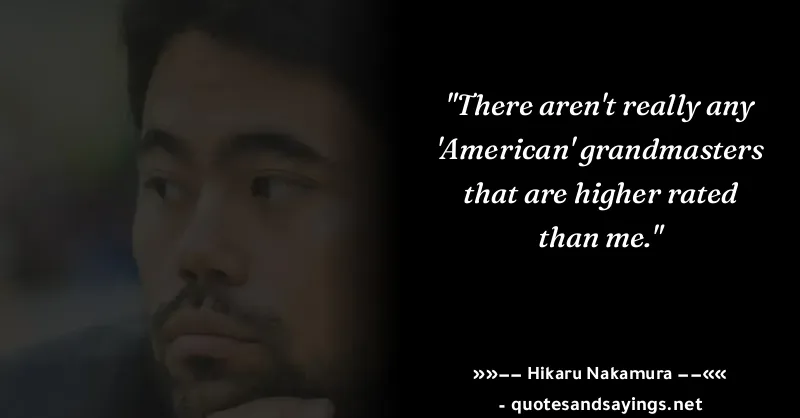 "There aren't really any
'American' grandmasters
that are higher rated
than me."
»»−− Hikaru Nakamura −−««
- quotesandsayings.net